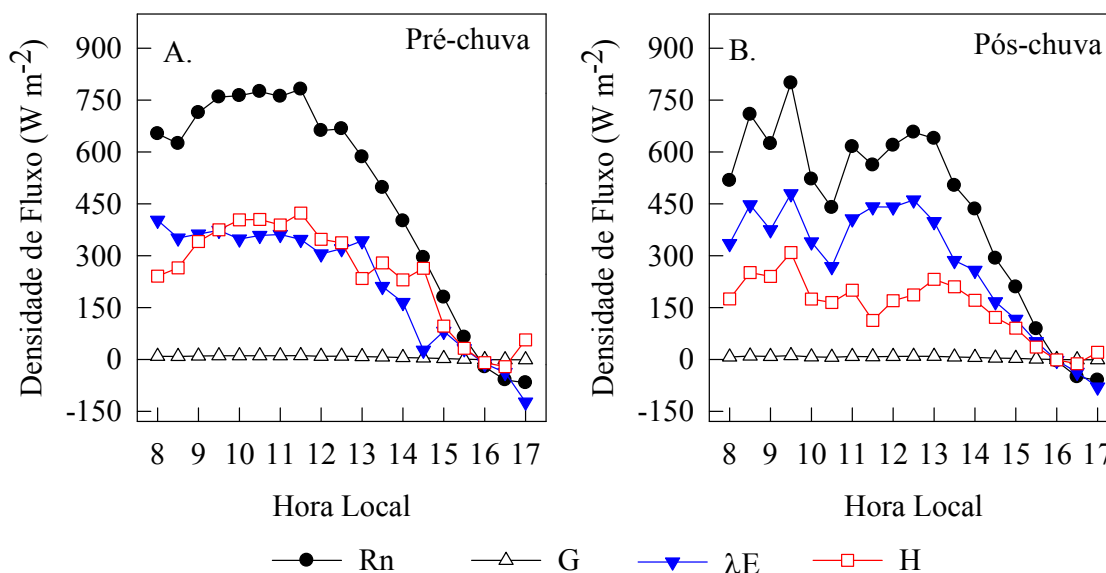 A.
Pré-chuva
Densidade de Fluxo (W m-2)
900
750
600
450
300
150
0
-150
8 9 10 11 12 13 14 15 16 17
Hora Local
B.
Pós-chuva
Densidade de Fluxo (W m-2)
900
750
600
450
300
150
0
-150
8 9 10 11 12 13 14 15 16 17
Hora Local
Rn G λE H